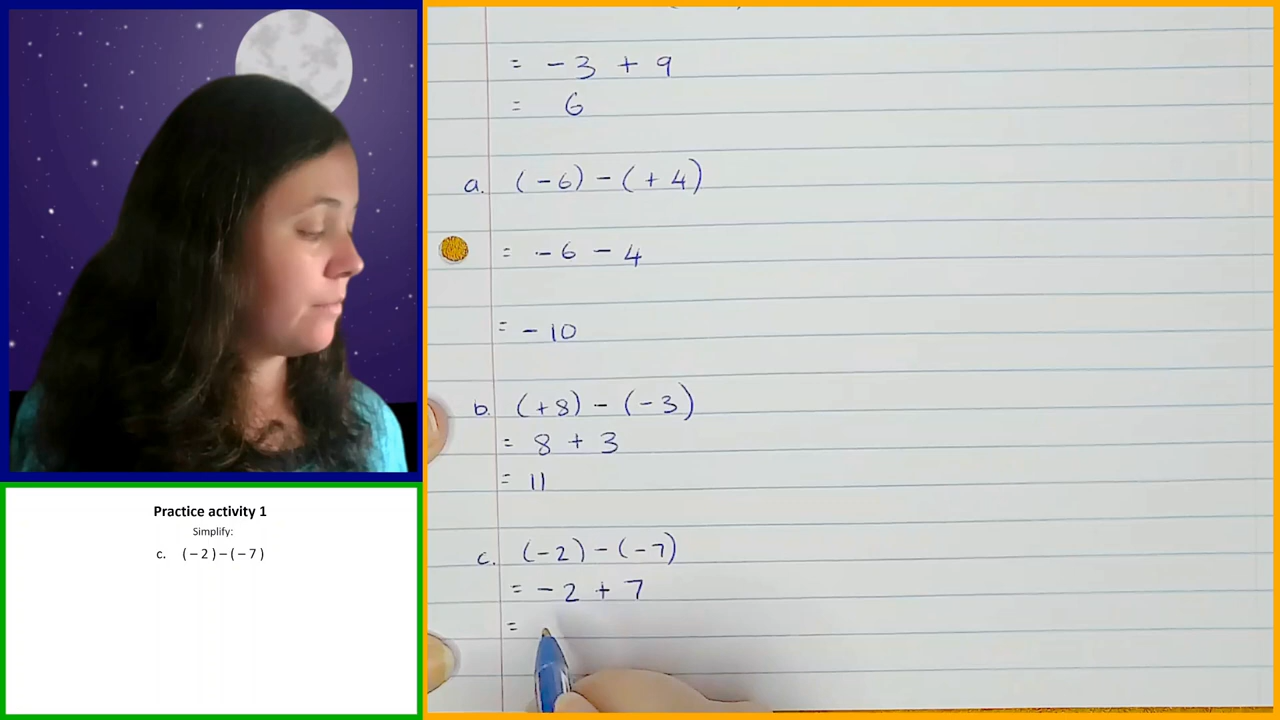 = -3 + 9
= 6
a. (-6) - (+4)
= -6 - 4
= -10
b. (+8) - (-3)
= 8 + 3
= 11
c. (-2) - (-7)
= -2 + 7
=
Practice activity 1
Simplify:
c. (– 2 ) – ( – 7 )